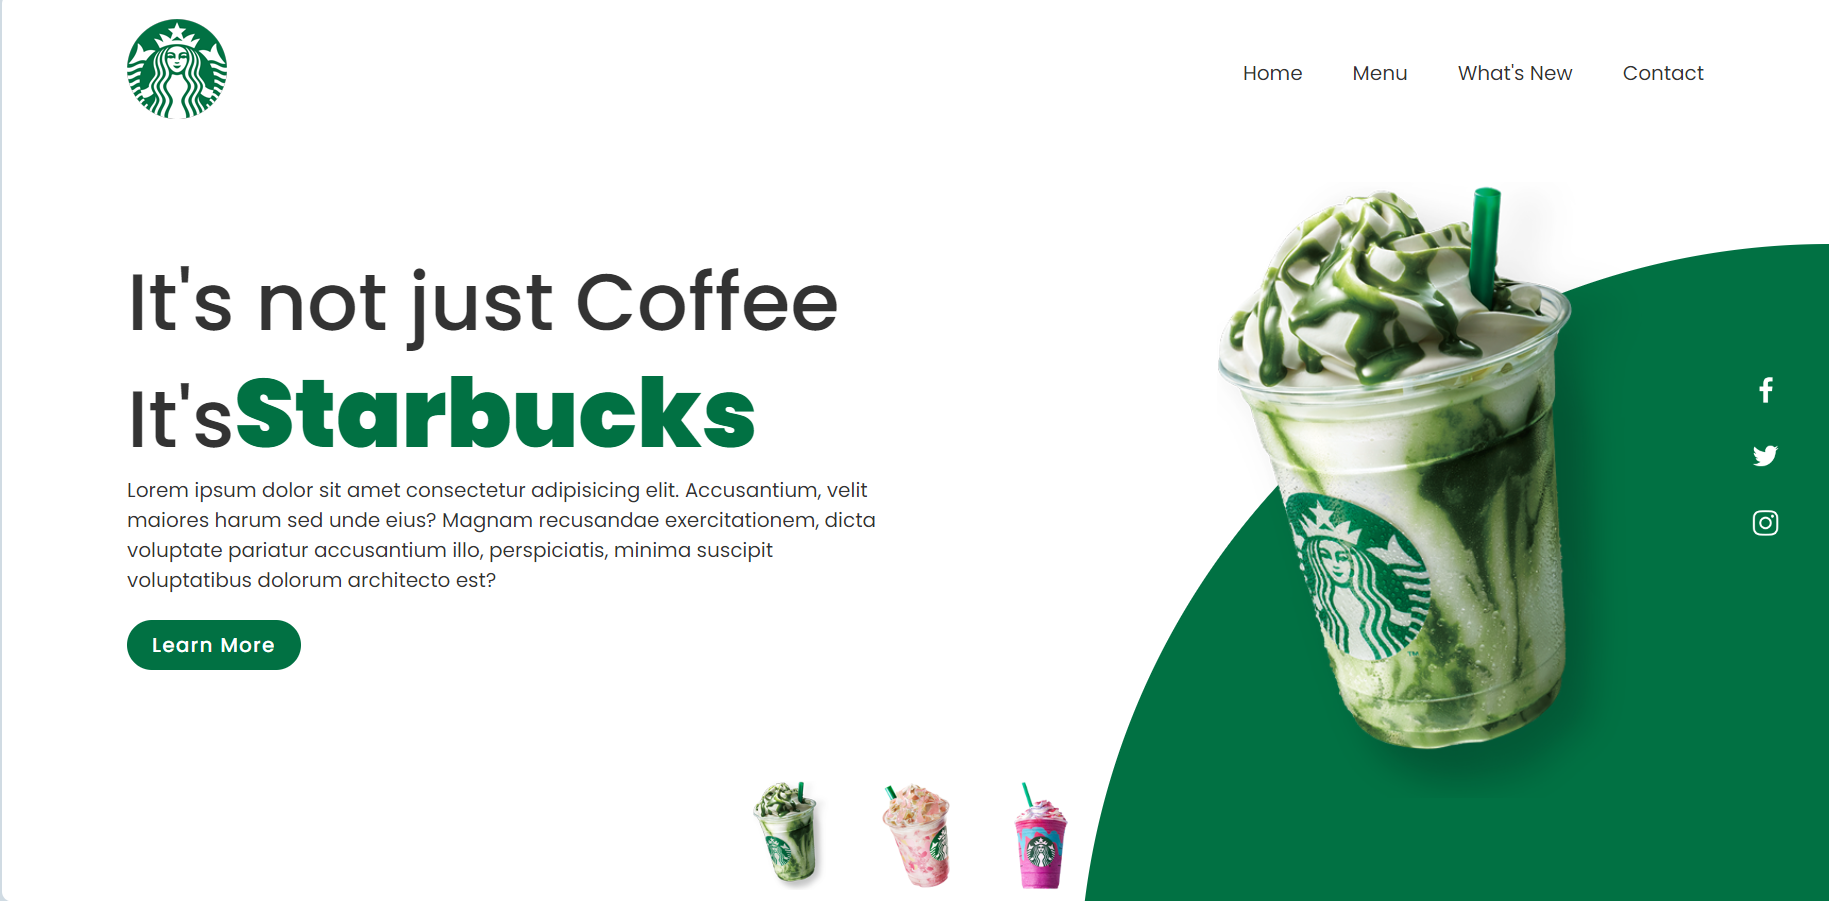 Home Menu What's New Contact
It's not just Coffee
It'sStarbucks
Lorem ipsum dolor sit amet consectetur adipisicing elit. Accusantium, velit
maiores harum sed unde eius? Magnam recusandae exercitationem, dicta
voluptate pariatur accusantium illo, perspiciatis, minima suscipit
voluptatibus dolorum architecto est?
Learn More
TM